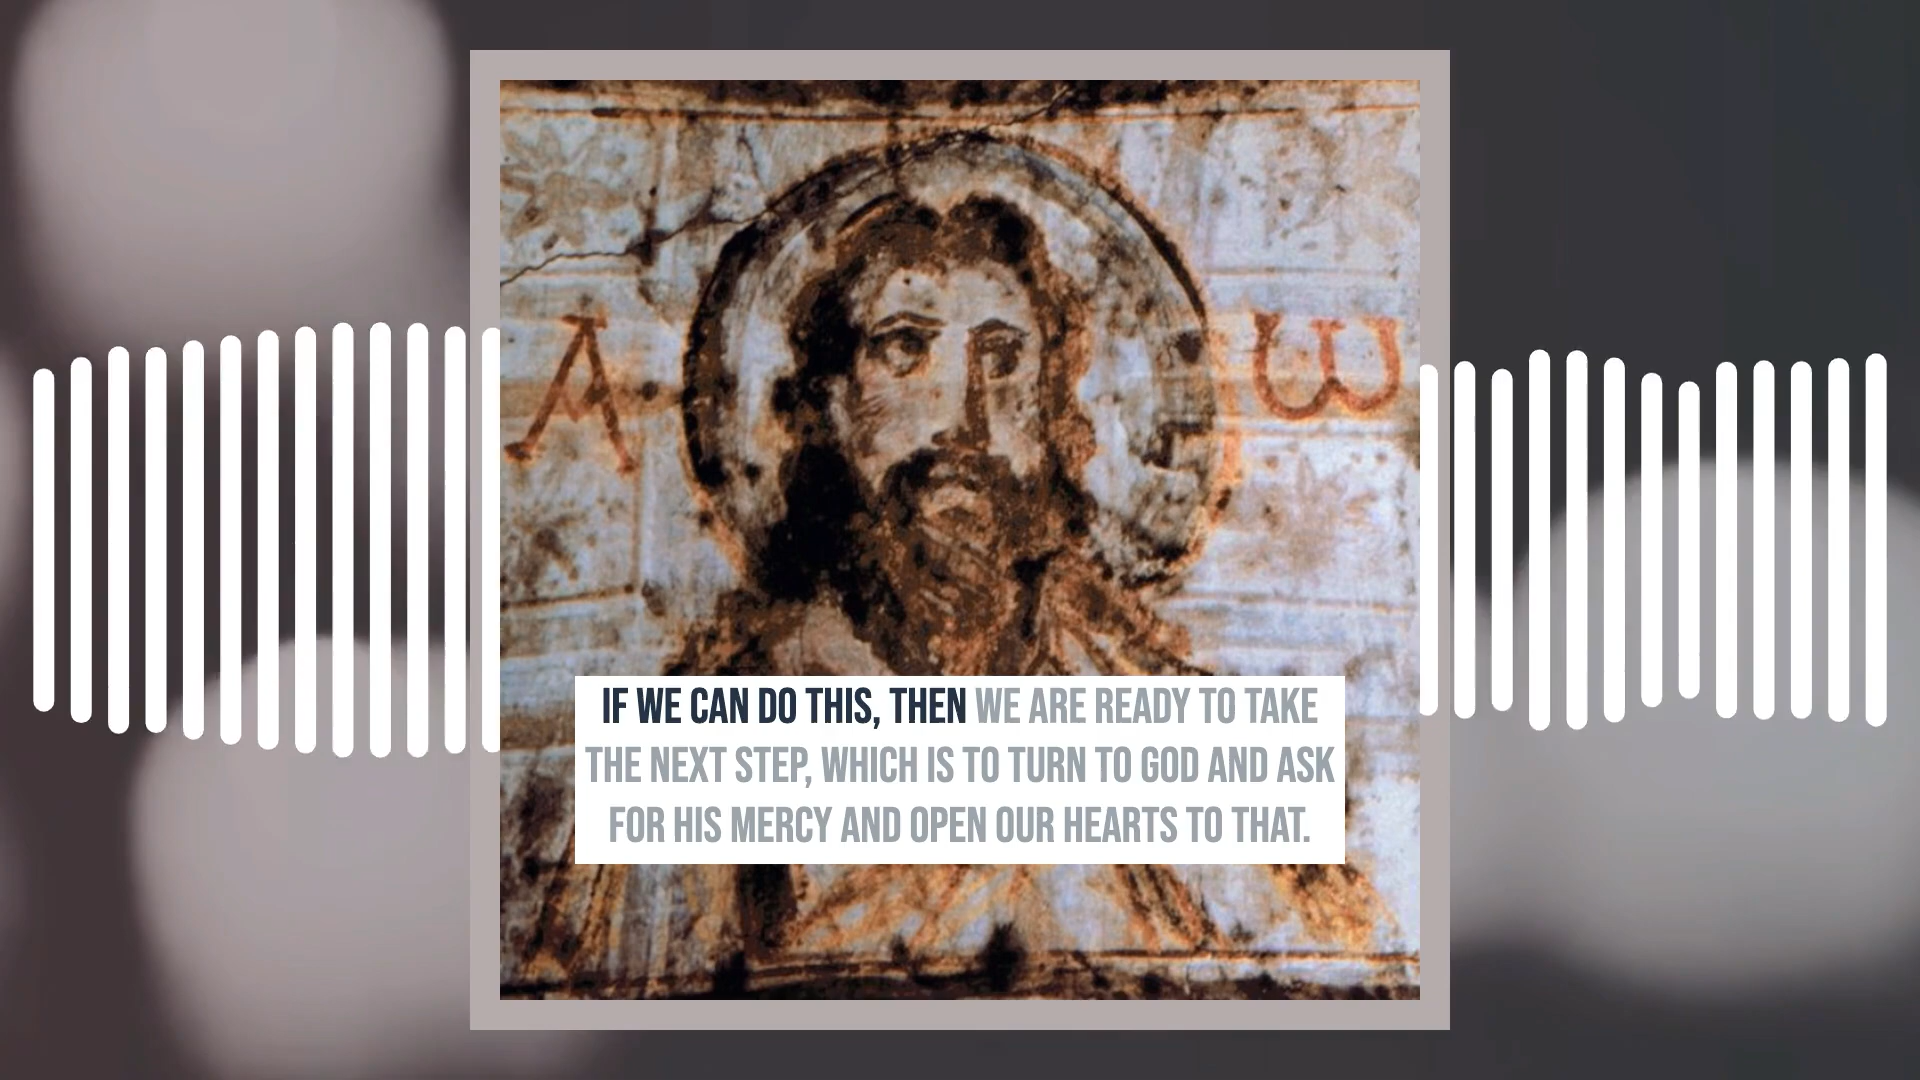 Α ω
IF WE CAN DO THIS, THEN WE ARE READY TO TAKE
THE NEXT STEP, WHICH IS TO TURN TO GOD AND ASK
FOR HIS MERCY AND OPEN OUR HEARTS TO THAT.